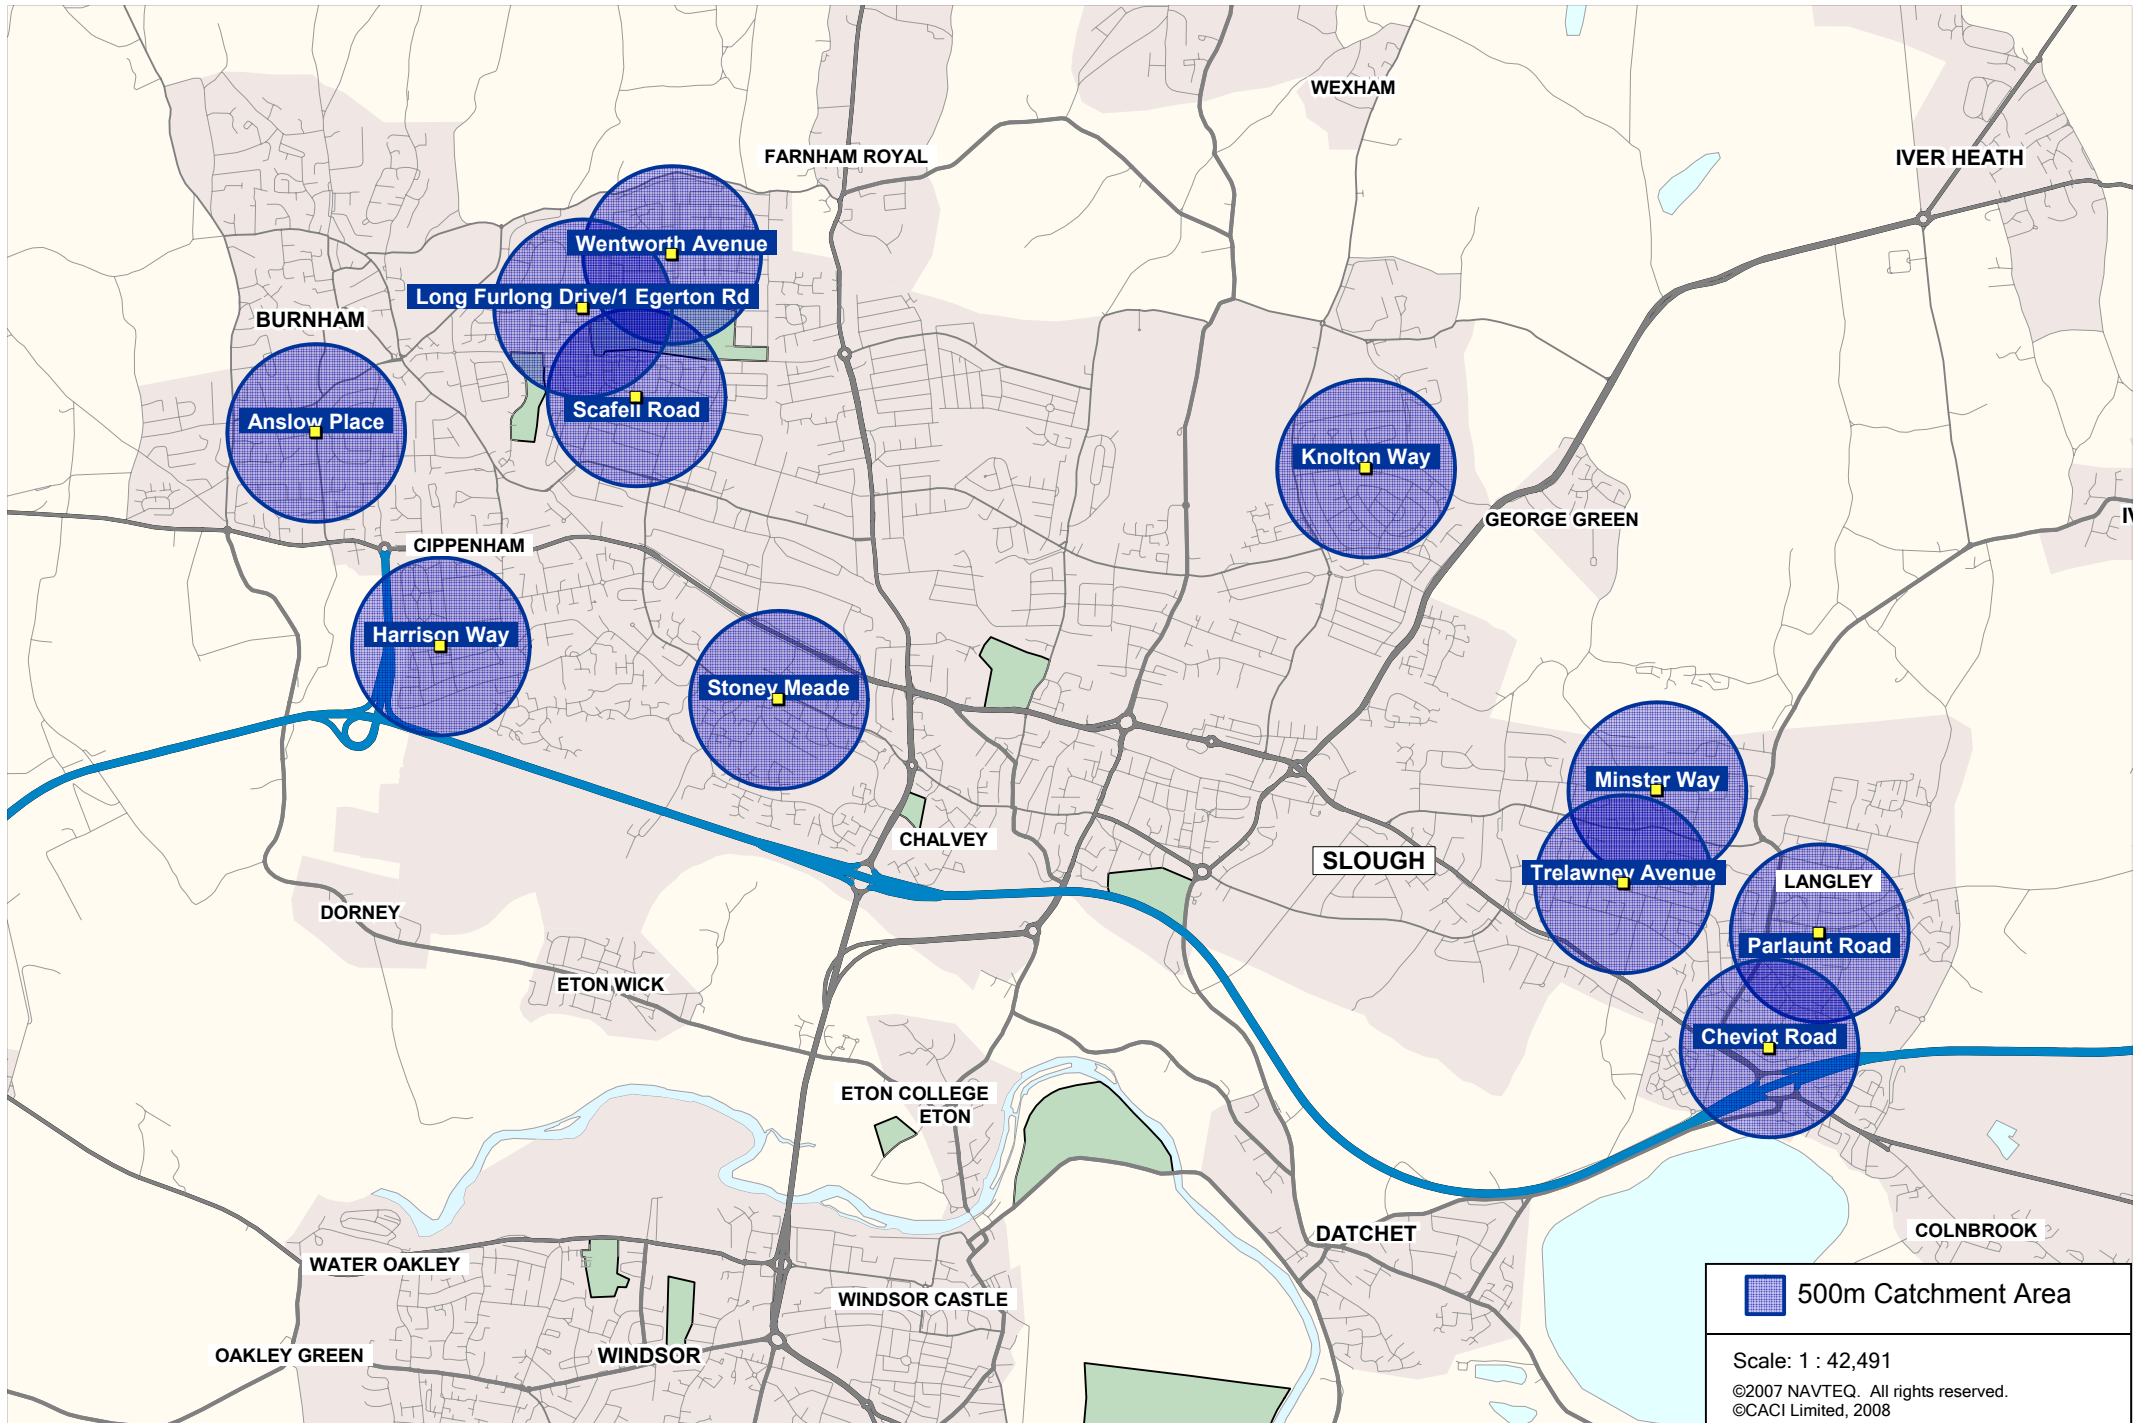 WEXHAM
FARNHAM ROYAL
IVER HEATH
Wentworth Avenue
Long Furlong Drive/1 Egerton Rd
BURNHAM
Scafell Road
Anslow Place
Knolton Way
GEORGE GREEN
CIPPENHAM
Harrison Way
Stoney Meade
Minster Way
CHALVEY
SLOUGH
Trelawney Avenue
LANGLEY
DORNEY
Parlaunt Road
ETON WICK
Cheviot Road
ETON COLLEGE
ETON
DATCHET
COLNBROOK
WATER OAKLEY
WINDSOR CASTLE
OAKLEY GREEN
WINDSOR
500m Catchment Area
Scale: 1 : 42,491
©2007 NAVTEQ. All rights reserved.
©CACI Limited, 2008